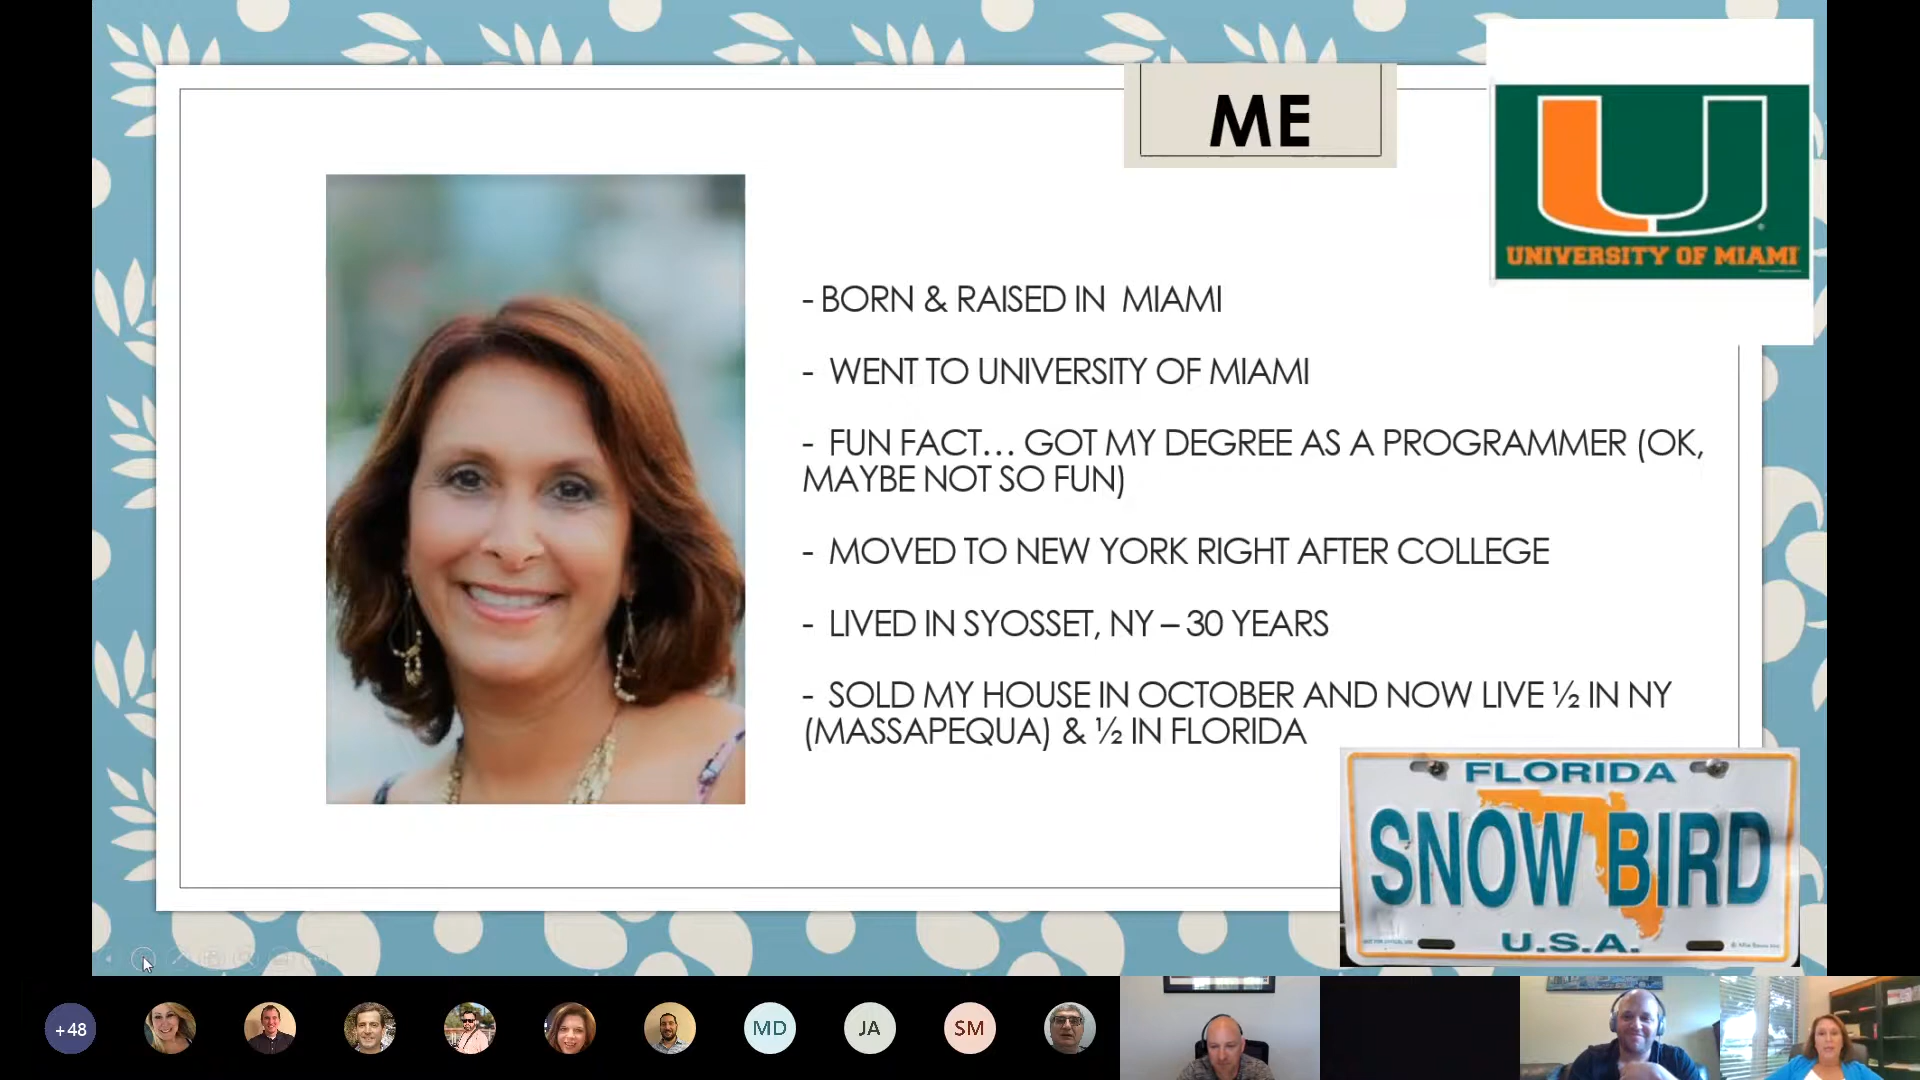 ME
U
UNIVERSITY OF MIAMI
- BORN & RAISED IN MIAMI
- WENT TO UNIVERSITY OF MIAMI
- FUN FACT... GOT MY DEGREE AS A PROGRAMMER (OK,
MAYBE NOT SO FUN)
- MOVED TO NEW YORK RIGHT AFTER COLLEGE
- LIVED IN SYOSSET, NY – 30 YEARS
- SOLD MY HOUSE IN OCTOBER AND NOW LIVE ½ IN NY
(MASSAPEQUA) & ½ IN FLORIDA
FLORIDA
SNOW BIRD
U.S.A.
+48
MD
JA
SM